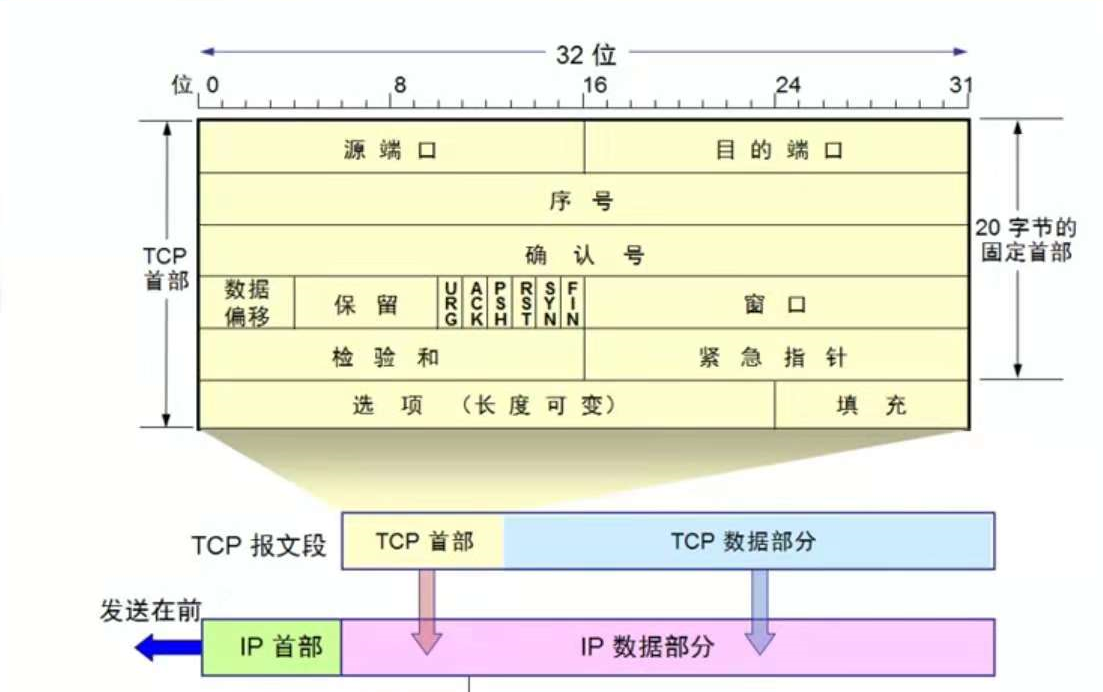 32 位
位 0 8 16 24 31
源 端 口 目 的 端 口
序 号
确 认 号
TCP
首部
20 字节的
固定首部
数据
偏移
保 留
URG
ACK
PSH
RST
SYN
FIN
窗 口
检 验 和 紧 急 指 针
选 项 （长 度 可 变） 填 充
TCP 报文段 TCP 首部 TCP 数据部分
发送在前
IP 首部 IP 数据部分